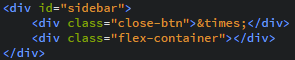 <div id="sidebar">
    <div class="close-btn">&times;</div>
    <div class="flex-container"></div>
</div>